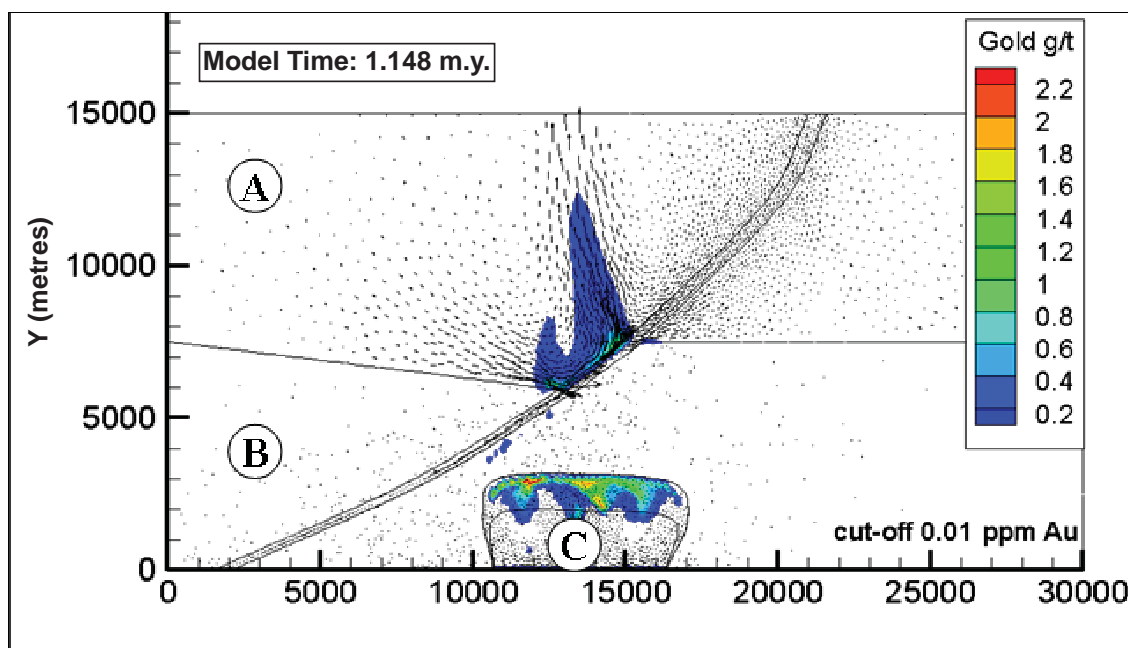 Model Time: 1.148 m.y.
Gold g/t
2.2
2
1.8
1.6
1.4
1.2
1
0.8
0.6
0.4
0.2
15000
10000
5000
0
Y (metres)
A
B
C
cut-off 0.01 ppm Au
0 5000 10000 15000 20000 25000 30000